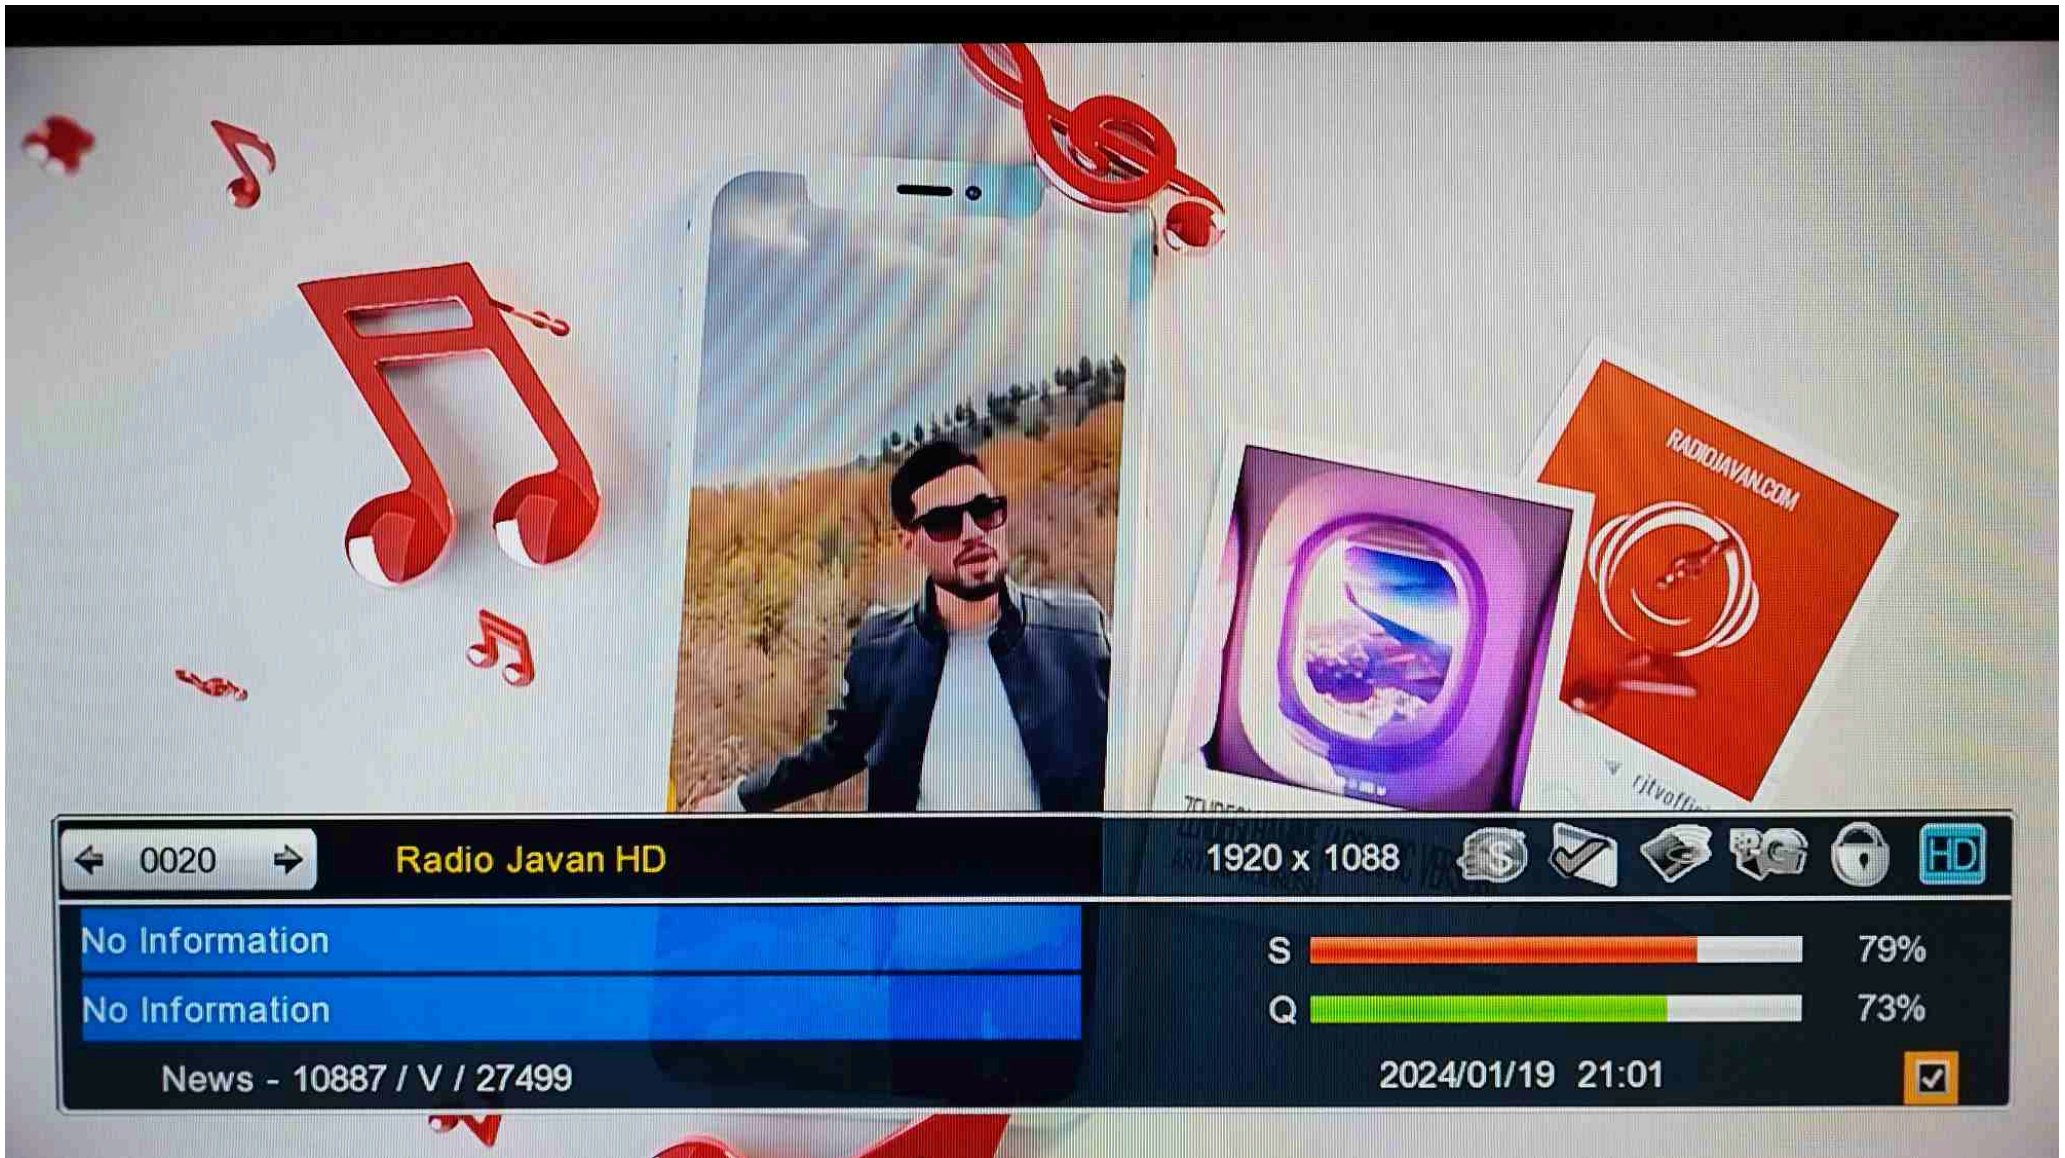 RADIOJAVAN.COM
0020
Radio Javan HD
1920 x 1088
HD
No Information
S
79%
No Information
Q
73%
News - 10887 / V / 27499
2024/01/19 21:01